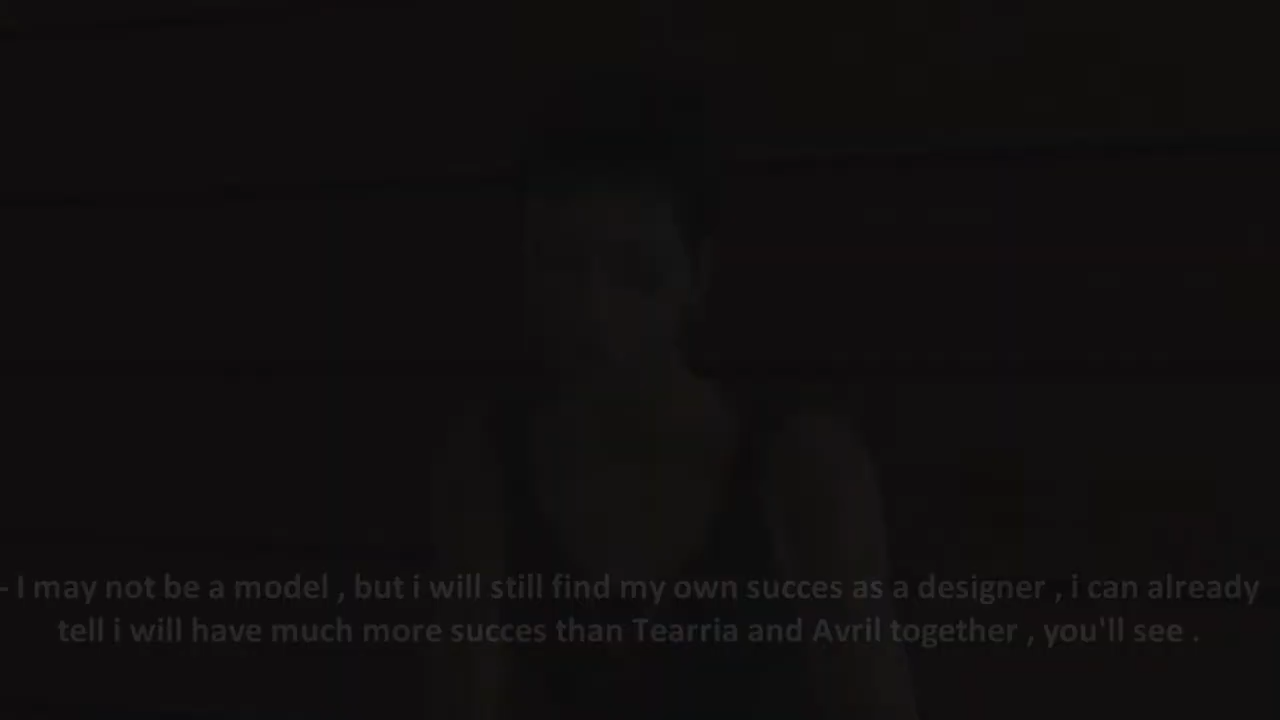 - I may not be a model , but i will still find my own succes as a designer , i can already
tell i will have much more succes than Tearria and Avril together , you'll see .